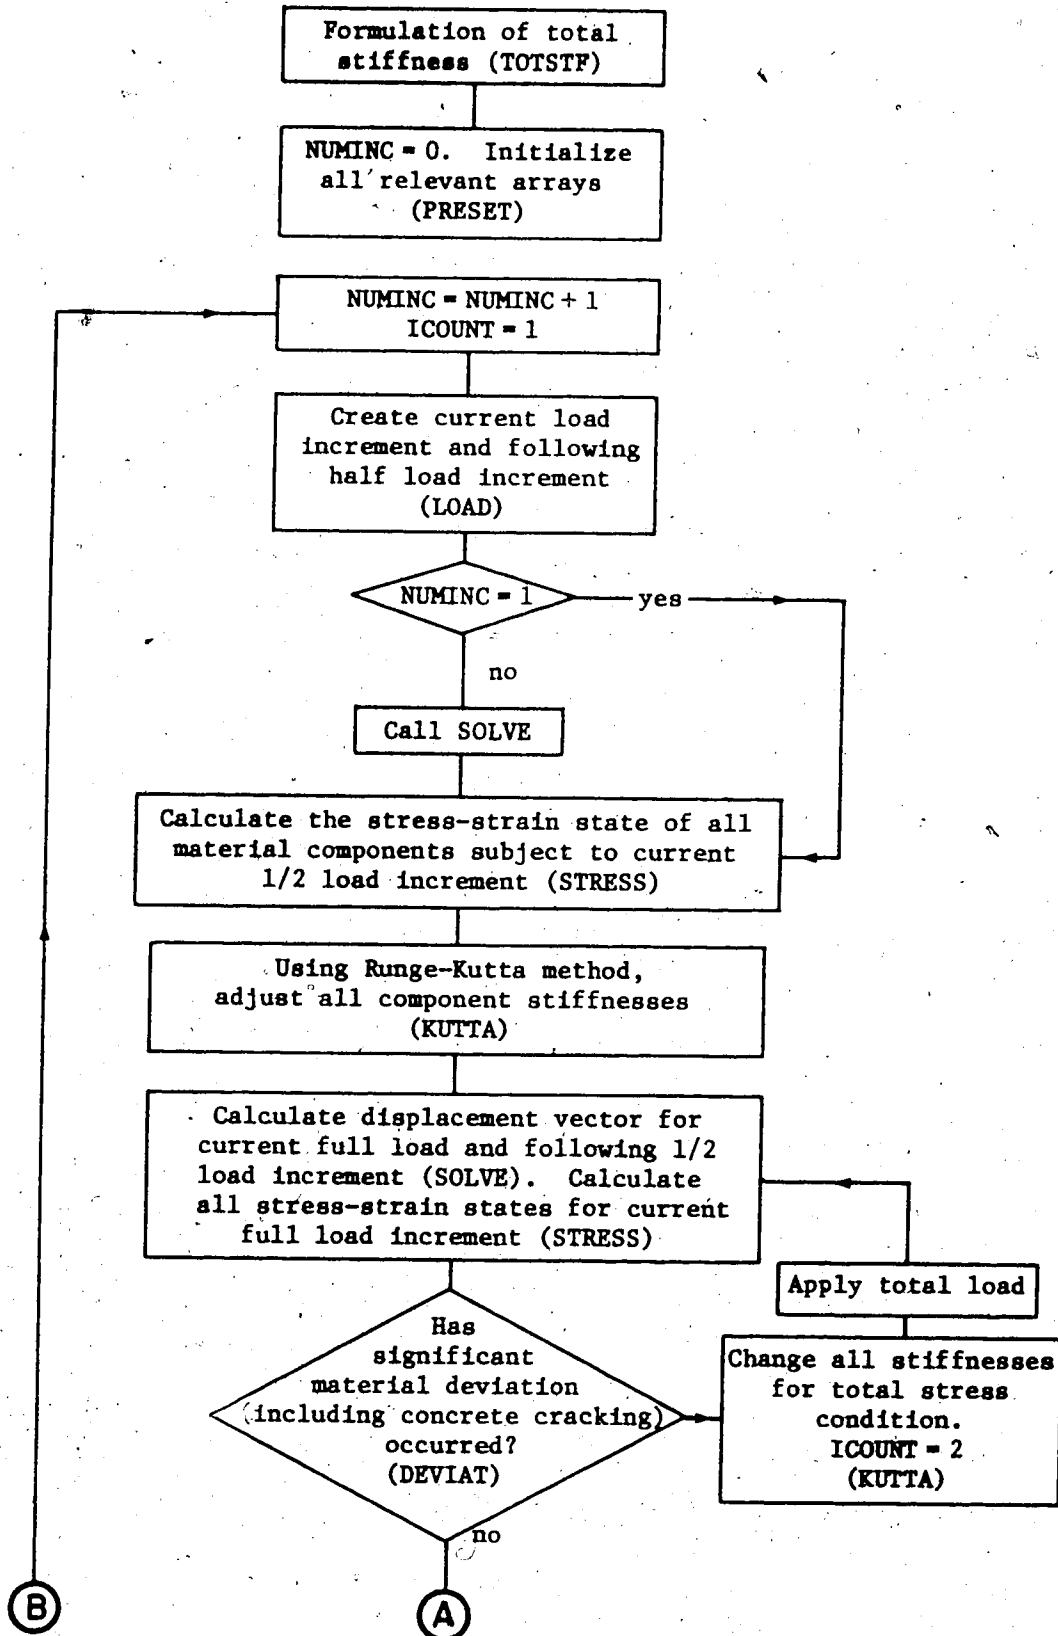 Formulation of total
stiffness (TOTSTF)
NUMINC = 0. Initialize
all relevant arrays
(PRESET)
NUMINC = NUMINC + 1
ICOUNT = 1
Create current load
increment and following
half load increment
(LOAD)
NUMINC = 1
yes
no
Call SOLVE
Calculate the stress-strain state of all
material components subject to current
1/2 load increment (STRESS)
Using Runge-Kutta method,
adjust all component stiffnesses
(KUTTA)
Calculate displacement vector for
current full load and following 1/2
load increment (SOLVE). Calculate
all stress-strain states for current
full load increment (STRESS)
Apply total load
Has
significant
material deviation
(including concrete cracking)
occurred?
(DEVIAT)
Change all stiffnesses
for total stress
condition.
ICOUNT = 2
(KUTTA)
no
B
A